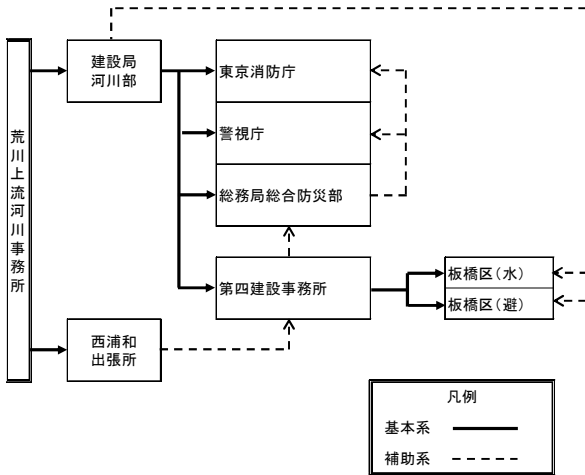 荒川上流河川事務所
建設局
河川部
東京消防庁
警視庁
総務局総合防災部
第四建設事務所
板橋区（水）
板橋区（避）
西浦和
出張所
凡例
基本系
補助系